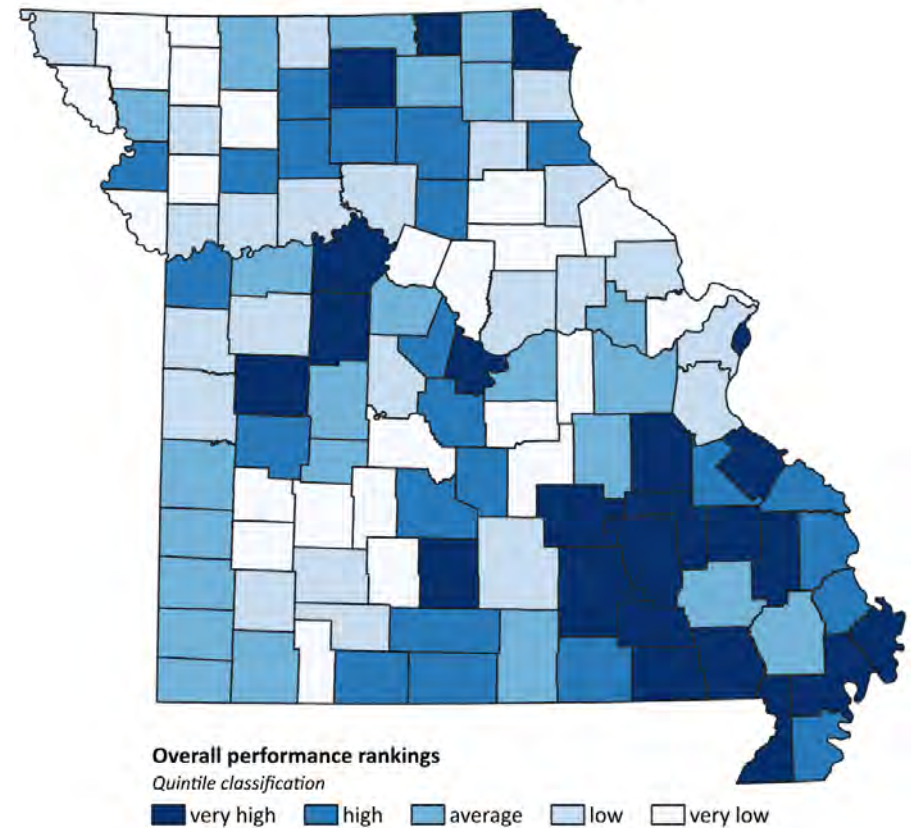 Overall performance rankings
Quintile classification
very high high average low very low